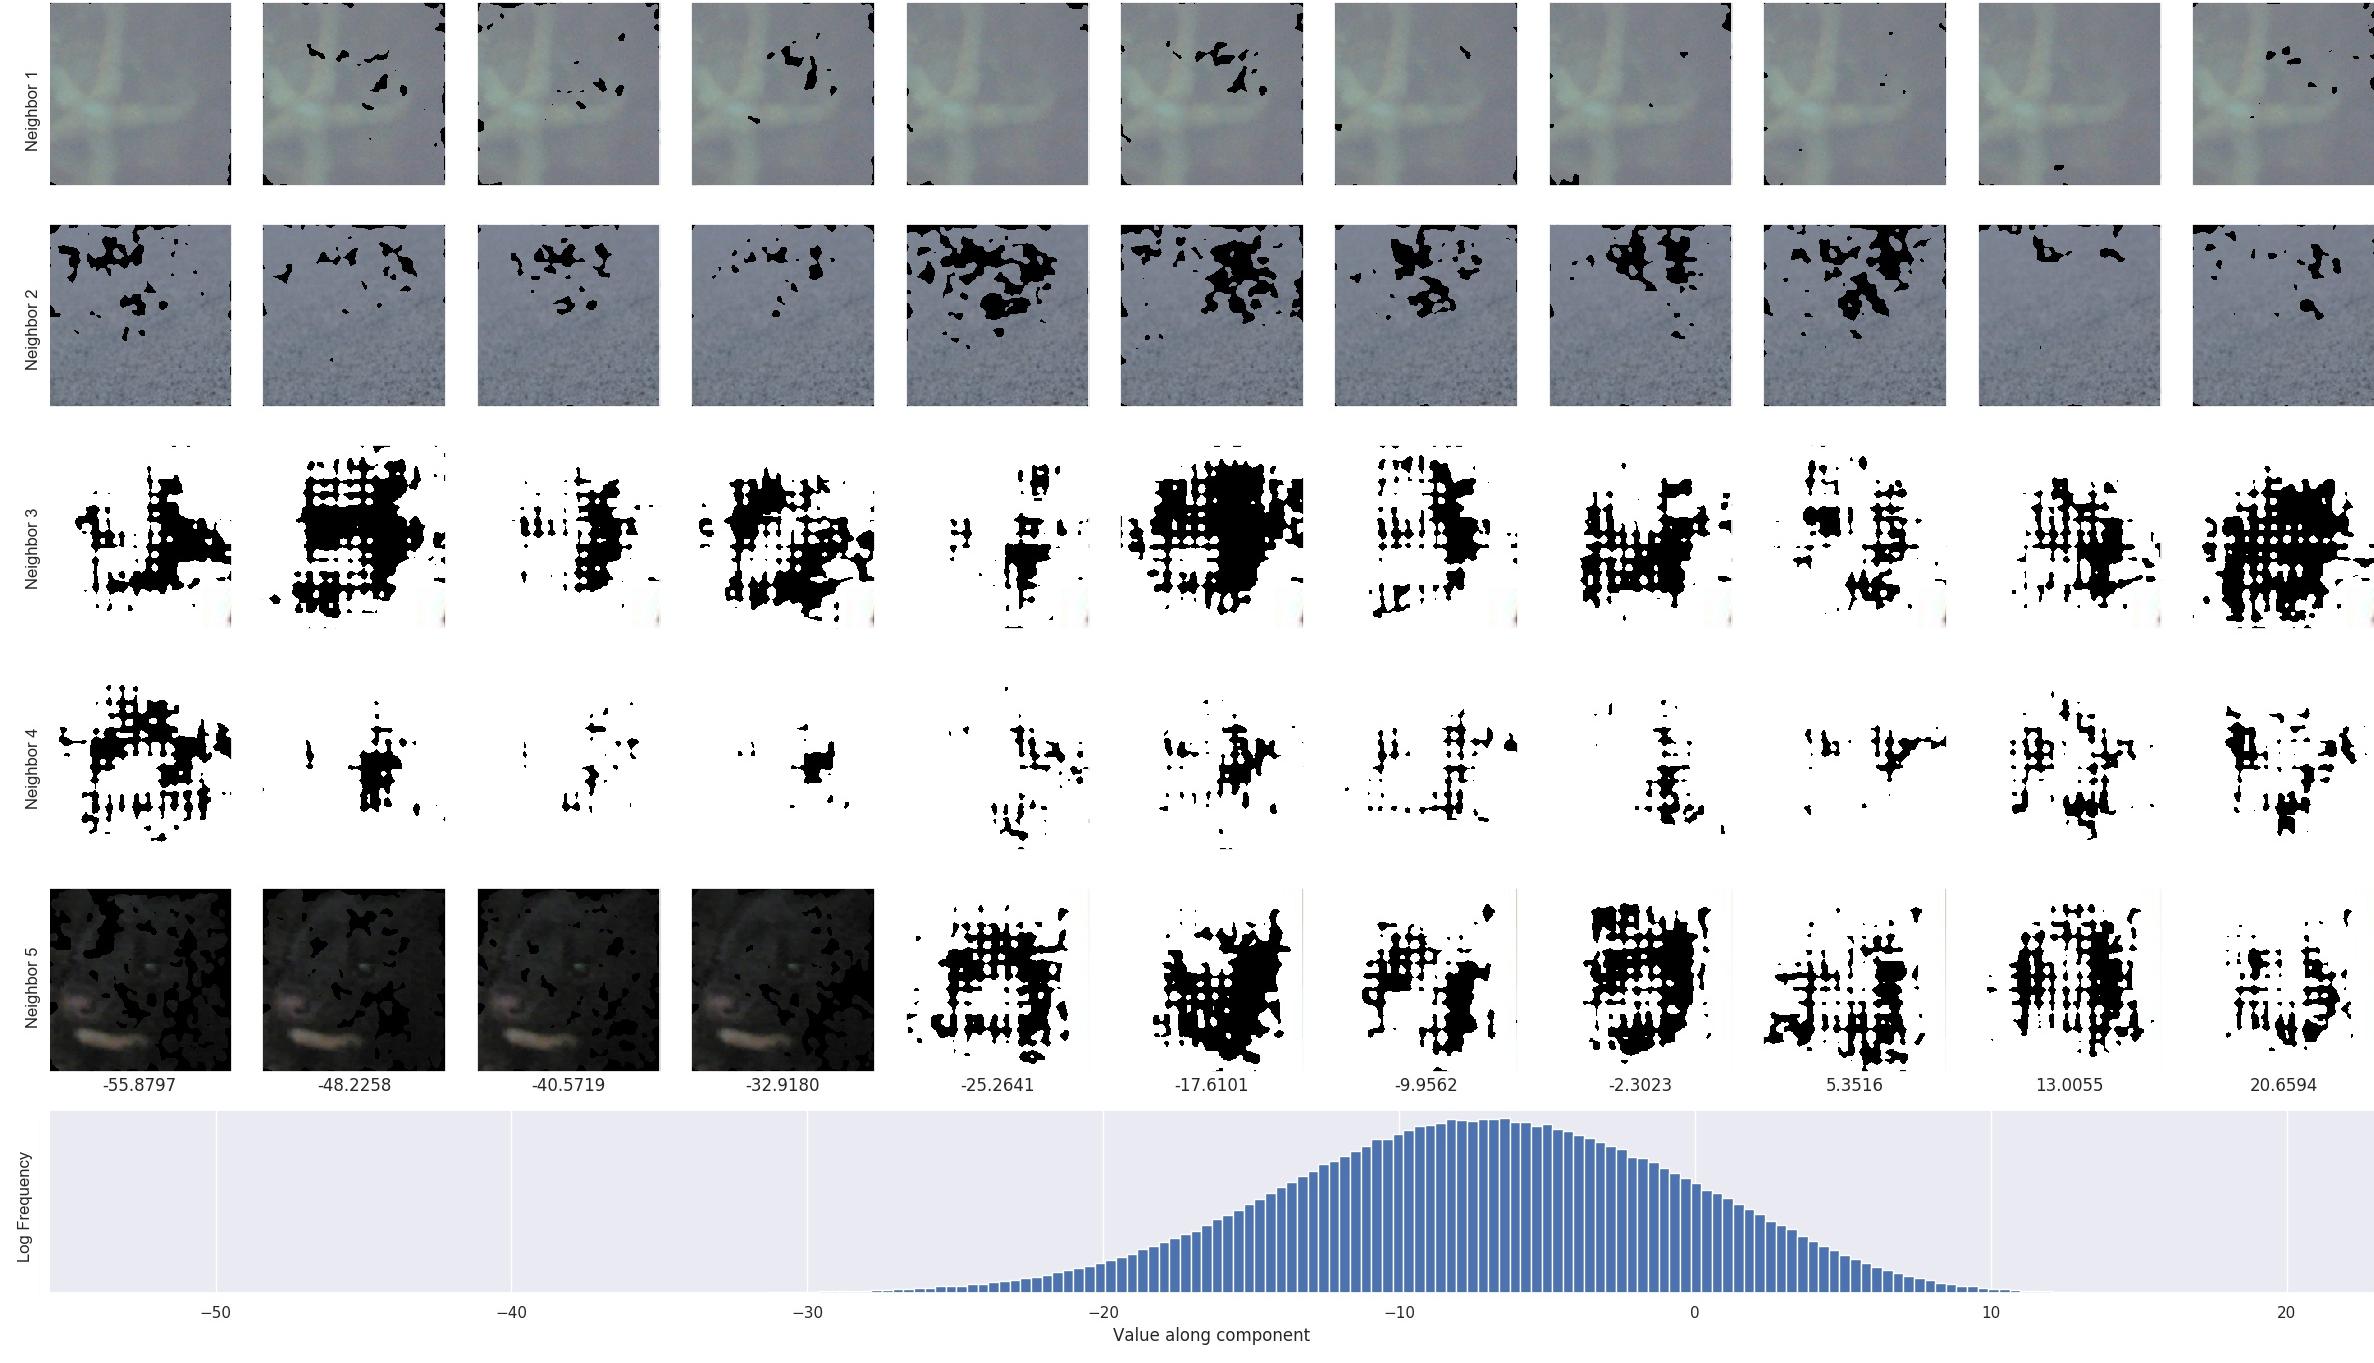 Neighbor 1
Neighbor 2
Neighbor 3
Neighbor 4
Neighbor 5
-55.8797 -48.2258 -40.5719 -32.9180 -25.2641 -17.6101 -9.9562 -2.3023 5.3516 13.0055 20.6594
Log Frequency
−50 −40 −30 −20 −10 0 10 20
Value along component